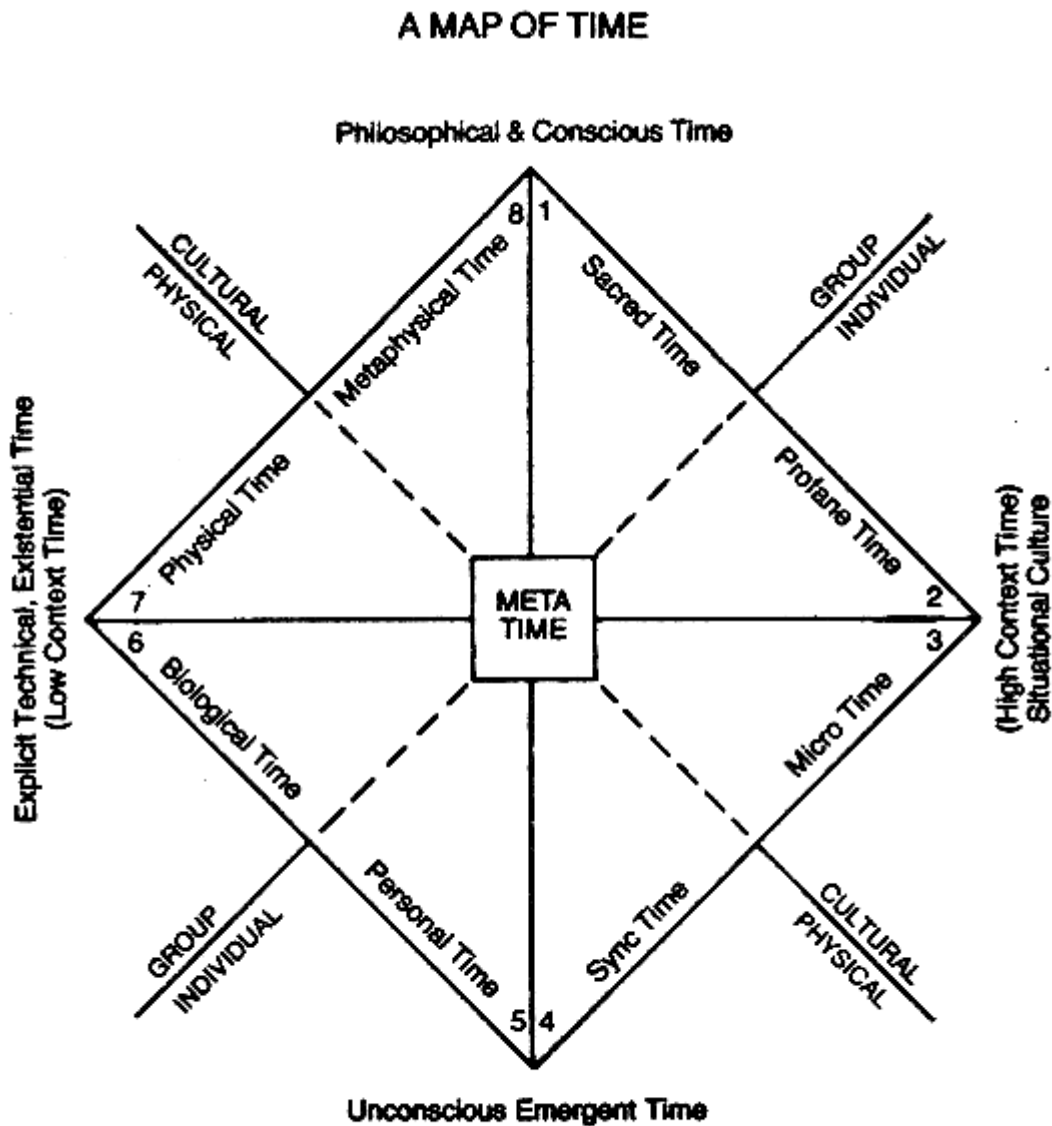 A MAP OF TIME
Philosophical & Conscious Time
8
1
CULTURAL
PHYSICAL
GROUP
INDIVIDUAL
Metaphysical Time
Sacred Time
Physical Time
Profane Time
Explicit Technical, Existential Time
(Low Context Time)
7
6
META
TIME
2
3
(High Context Time)
Situational Culture
Biological Time
Micro Time
Personal Time
Sync Time
GROUP
INDIVIDUAL
CULTURAL
PHYSICAL
5
4
Unconscious Emergent Time